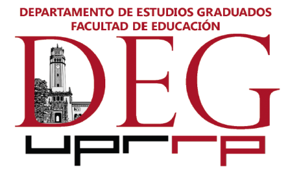 DEPARTAMENTO DE ESTUDIOS GRADUADOS
FACULTAD DE EDUCACIÓN
DEG
uprrp